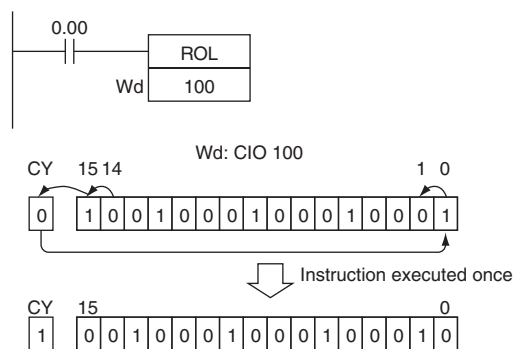 0.00
ROL
Wd 100
Wd: CIO 100
CY 15 14 1 0
0 1 0 0 1 0 0 0 1 0 0 0 1 0 0 0 1
Instruction executed once
CY 15 0
1 0 0 1 0 0 0 1 0 0 0 1 0 0 0 1 0